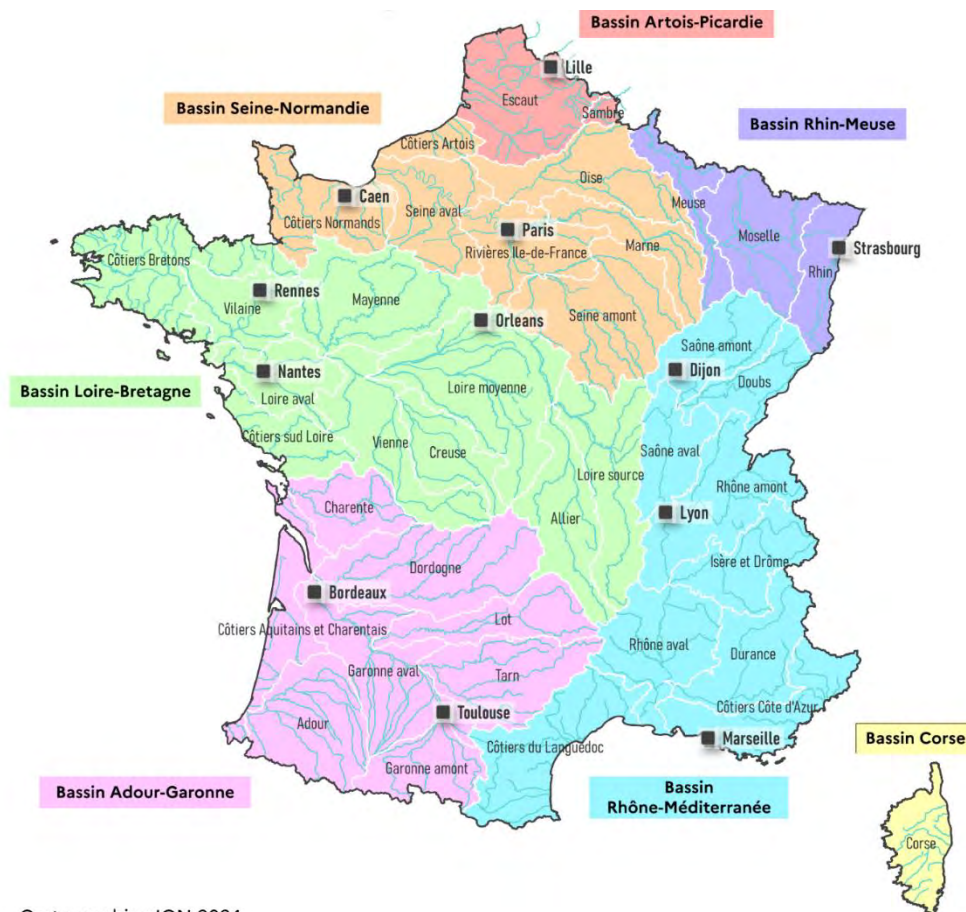 Bassin Artois-Picardie
Lille
Escaut
Sambre
Bassin Seine-Normandie
Bassin Rhin-Meuse
Côtiers Artois
Oise
Caen
Seine aval
Meuse
Côtiers Normands
Paris
Marne
Moselle
Strasbourg
Rivières Ile-de-France
Rhin
Côtiers Bretons
Rennes
Mayenne
Vilaine
Orleans
Seine amont
Saône amont
Nantes
Dijon
Bassin Loire-Bretagne
Loire moyenne
Doubs
Loire aval
Côtiers sud Loire
Vienne
Creuse
Saône aval
Loire source
Rhône amont
Charente
Allier
Lyon
Isère et Drôme
Dordogne
Bordeaux
Lot
Côtiers Aquitains et Charentais
Rhône aval
Durance
Garonne aval
Tarn
Côtiers Côte d'Azur
Toulouse
Adour
Marseille
Bassin Corse
Côtiers du Languedoc
Garonne amont
Bassin Adour-Garonne
Bassin
Rhône-Méditerranée
Corse